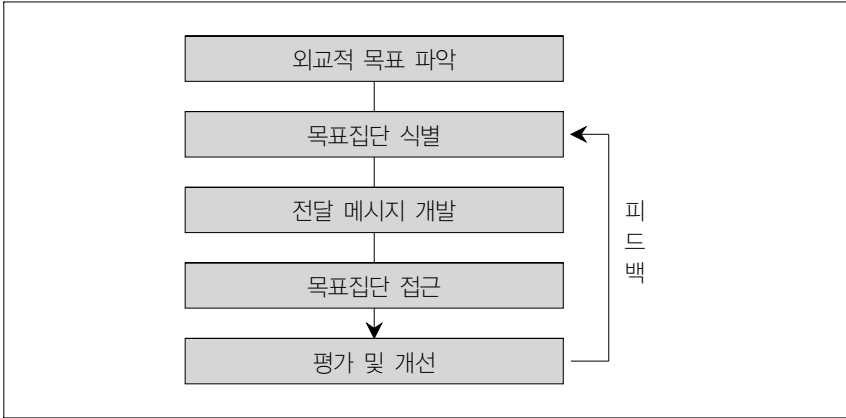 외교적 목표 파악
목표집단 식별
전달 메시지 개발
목표집단 접근
평가 및 개선
피
드
백